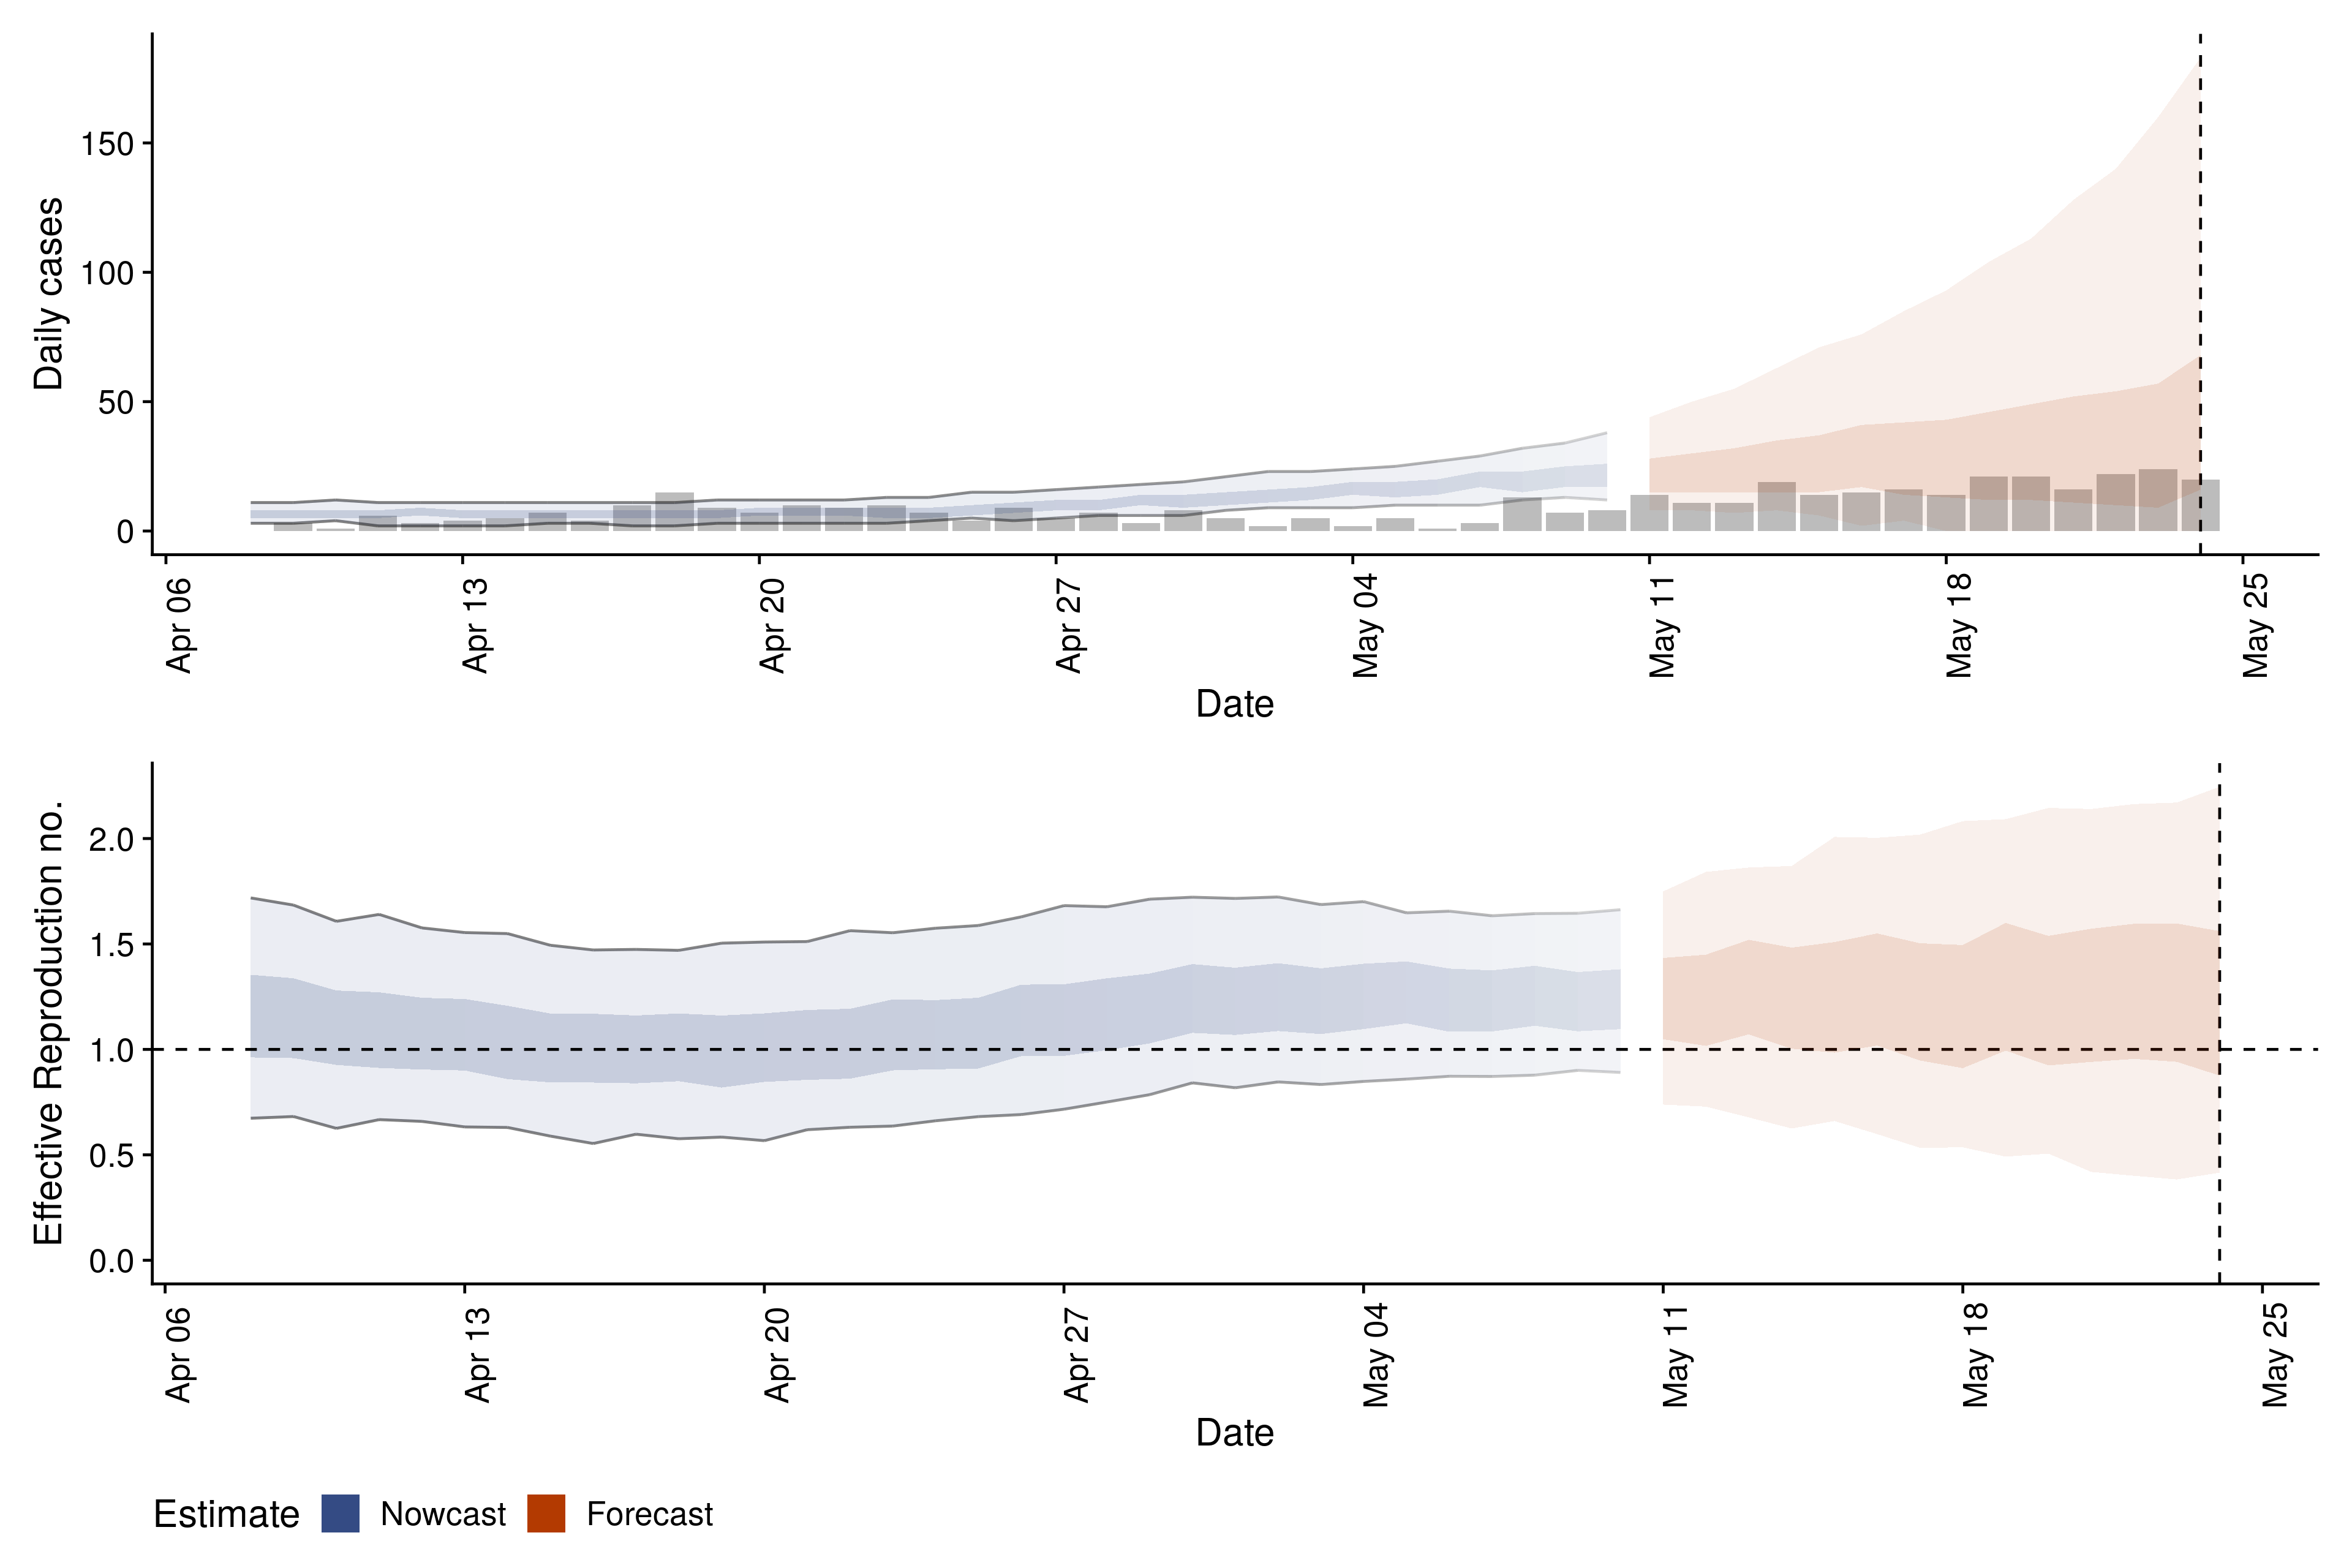 Daily cases
150
100
50
0
Apr 06
Apr 13
Apr 20
Apr 27
May 04
May 11
May 18
May 25
Date
Effective Reproduction no.
2.0
1.5
1.0
0.5
0.0
Apr 06
Apr 13
Apr 20
Apr 27
May 04
May 11
May 18
May 25
Date
Estimate Nowcast Forecast